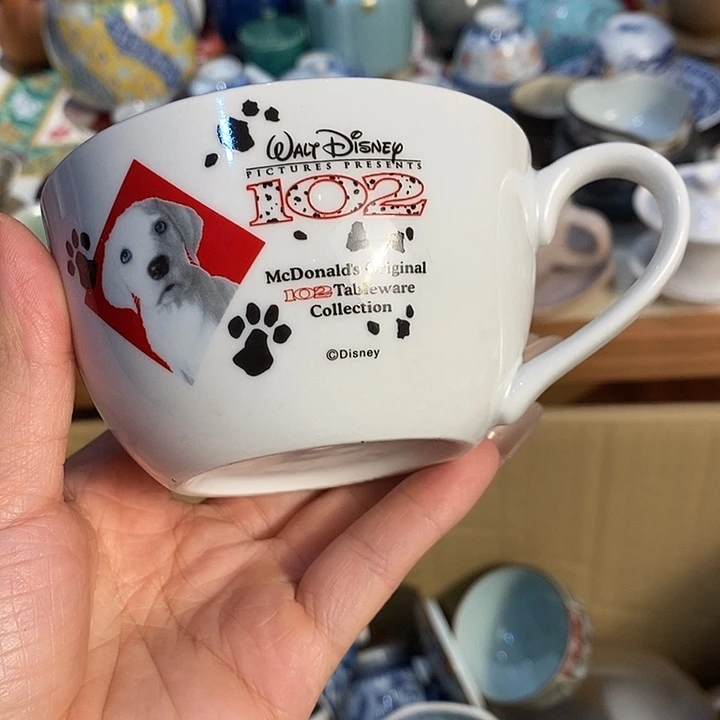 WALT DISNEY
PICTURES PRESENTS
102
McDonald's Original
102 Tableware
Collection
©Disney